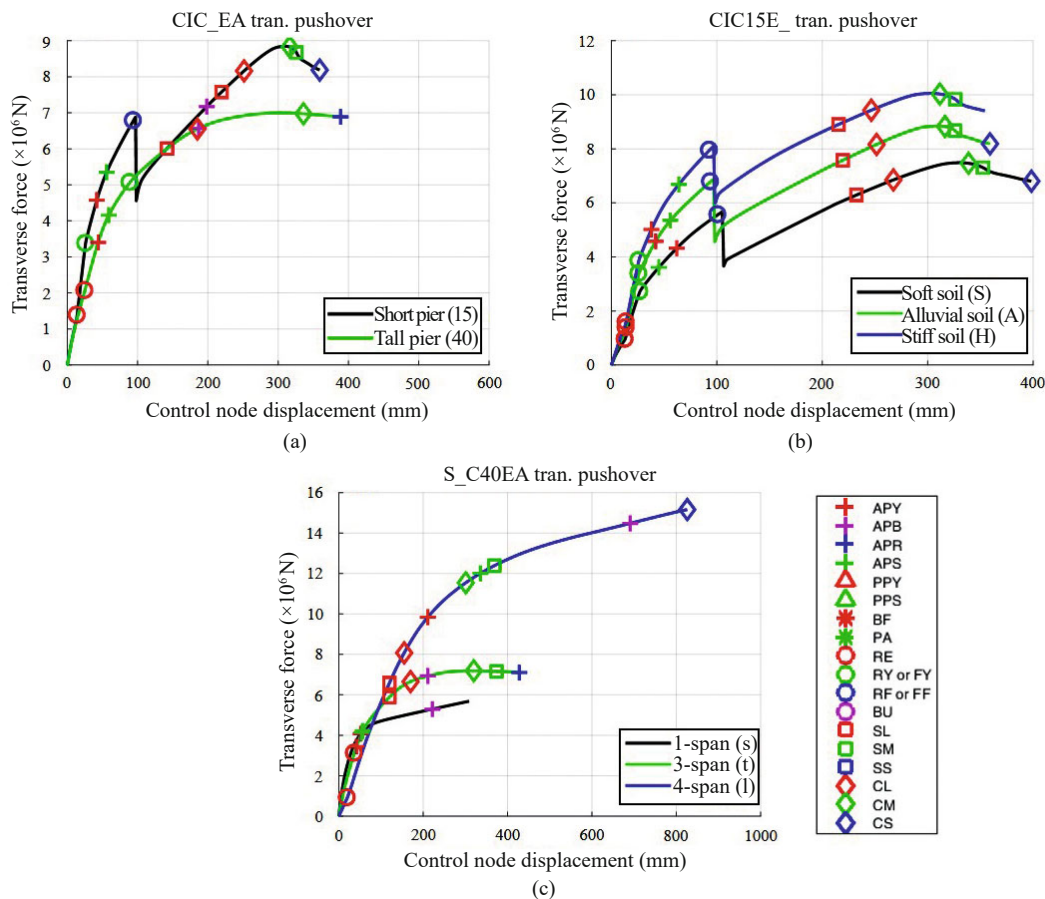 CIC_EA tran. pushover
9
8
7
6
5
4
3
2
1
0
Transverse force (×10⁶ N)
Short pier (15)
Tall pier (40)
0 100 200 300 400 500 600
Control node displacement (mm)
(a)
CIC15E_ tran. pushover
12
10
8
6
4
2
0
Transverse force (×10⁶ N)
Soft soil (S)
Alluvial soil (A)
Stiff soil (H)
0 100 200 300 400
Control node displacement (mm)
(b)
S_C40EA tran. pushover
16
14
12
10
8
6
4
2
0
Transverse force (×10⁶ N)
1-span (s)
3-span (t)
4-span (l)
0 200 400 600 800 1000
Control node displacement (mm)
(c)
APY
APB
APR
APS
PPY
PPS
BF
PA
RE
RY or FY
RF or FF
BU
SL
SM
SS
CL
CM
CS